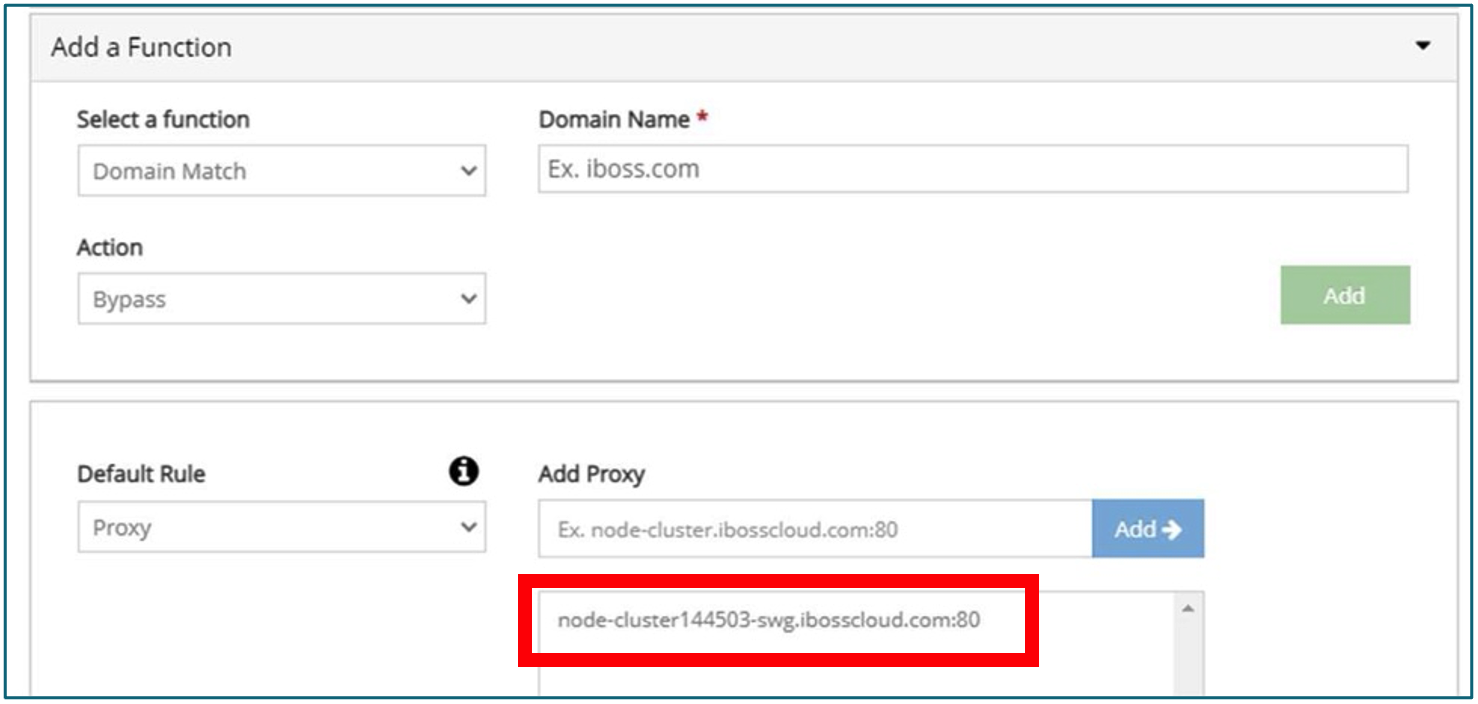 Add a Function
Select a function
Domain Name *
Domain Match
Ex. iboss.com
Action
Bypass
Add
Default Rule
Add Proxy
Proxy
Ex. node-cluster.ibosscloud.com:80
Add
node-cluster144503-swg.ibosscloud.com:80